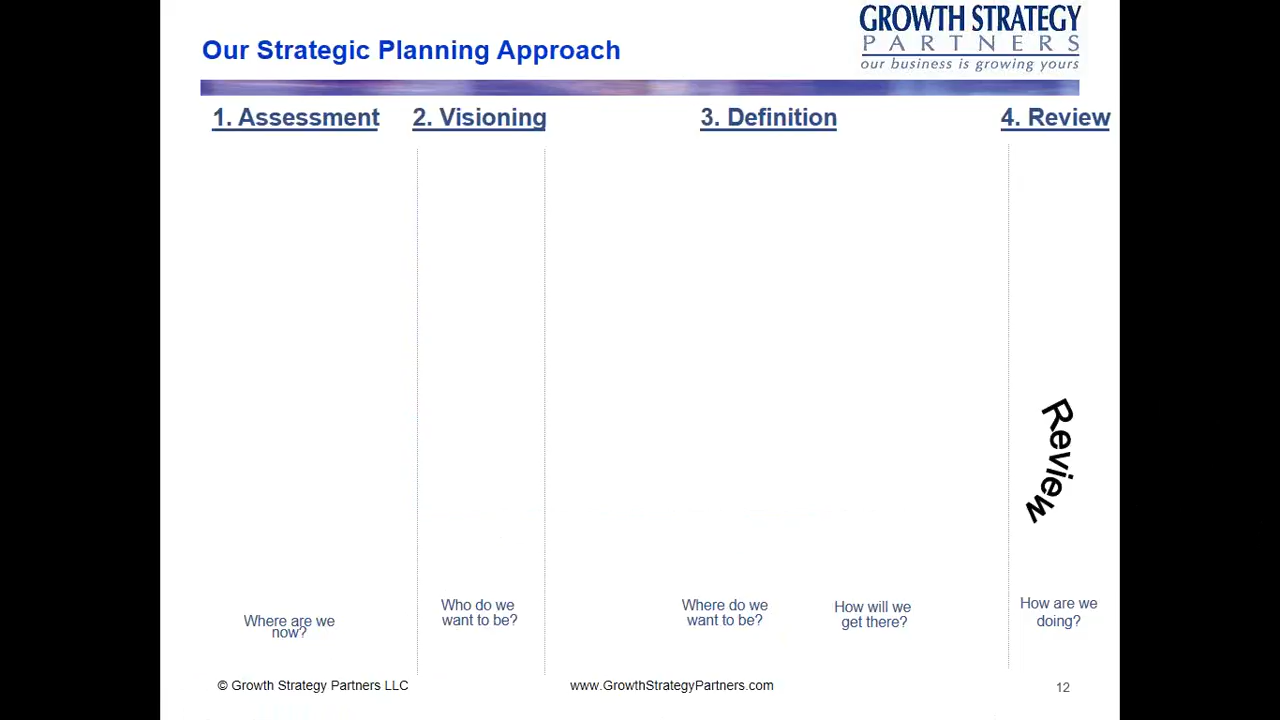 Our Strategic Planning Approach
GROWTH STRATEGY
PARTNERS
our business is growing yours
1. Assessment
2. Visioning
3. Definition
4. Review
Review
Where are we
now?
Who do we
want to be?
Where do we
want to be?
How will we
get there?
How are we
doing?
© Growth Strategy Partners LLC
www.GrowthStrategyPartners.com
12